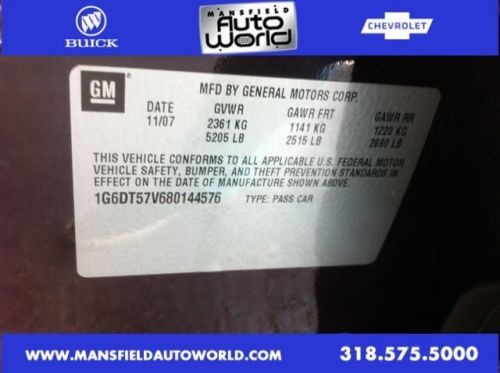 BUICK
MANSFIELD
Auto
World
CHEVROLET
GM
MFD BY GENERAL MOTORS CORP.
DATE GVWR GAWR FRT GAWR RR
11/07 2361 KG 1141 KG 1220 KG
5205 LB 2515 LB 2690 LB
THIS VEHICLE CONFORMS TO ALL APPLICABLE U.S. FEDERAL MOTOR
VEHICLE SAFETY, BUMPER, AND THEFT PREVENTION STANDARDS
IN EFFECT ON THE DATE OF MANUFACTURE SHOWN ABOVE.
1G6DT57V680144576 TYPE: PASS CAR
WWW.MANSFIELDAUTOWORLD.COM 318.575.5000